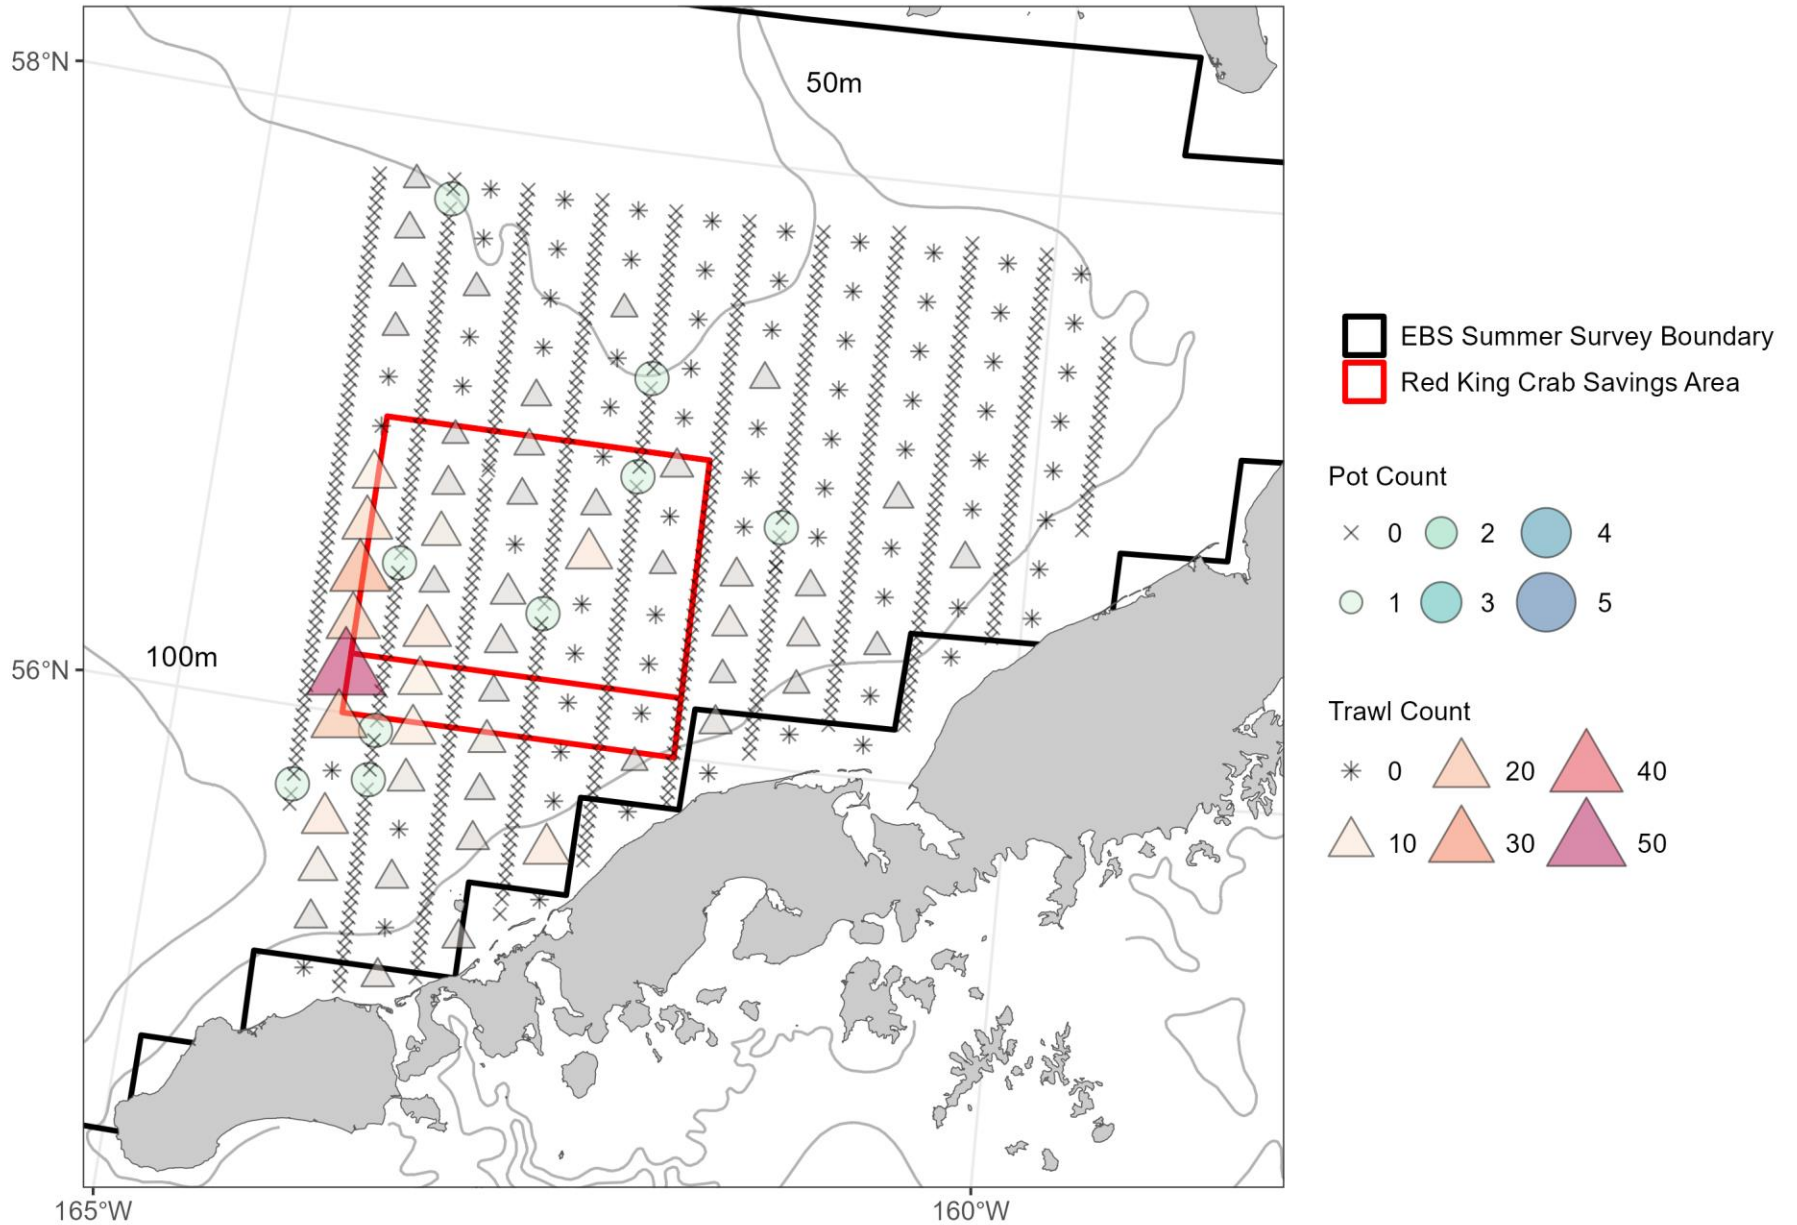 58°N
50m
EBS Summer Survey Boundary
Red King Crab Savings Area
Pot Count
0 2 4
1 3 5
56°N
100m
Trawl Count
0 20 40
10 30 50
165°W
160°W